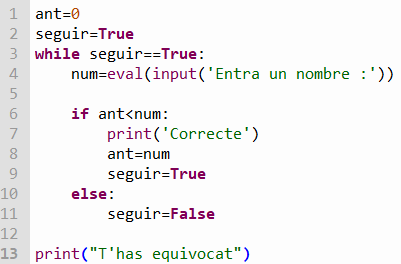 1 ant=0
2 seguir=True
3 while seguir==True:
4     num=eval(input('Entra un nombre :'))
5
6     if ant<num:
7         print('Correcte')
8         ant=num
9         seguir=True
10     else:
11         seguir=False
12
13 print("T'has equivocat")